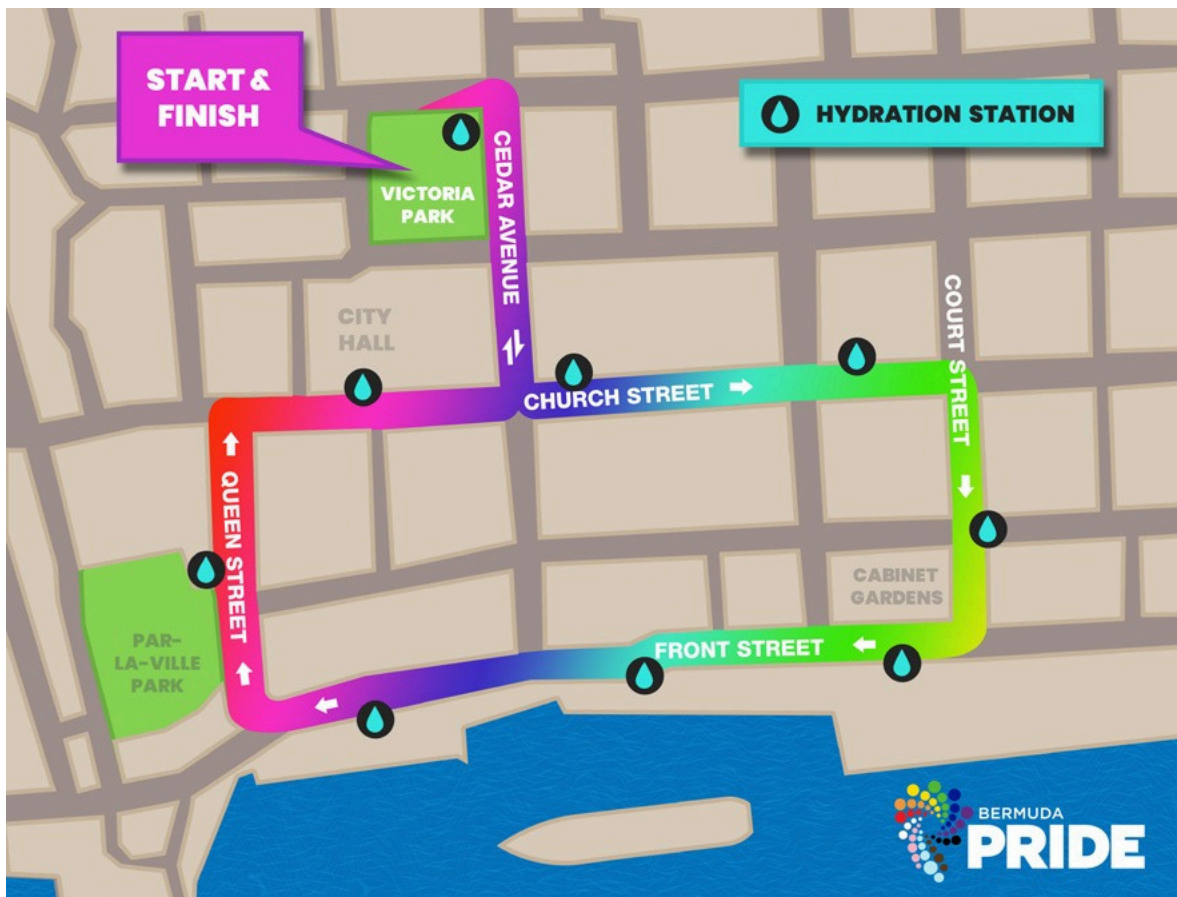 START &
FINISH
HYDRATION STATION
CEDAR AVENUE
VICTORIA
PARK
CITY
HALL
COURT STREET
CHURCH STREET
QUEEN STREET
CABINET
GARDENS
PAR-
LA-VILLE
PARK
FRONT STREET
BERMUDA
PRIDE